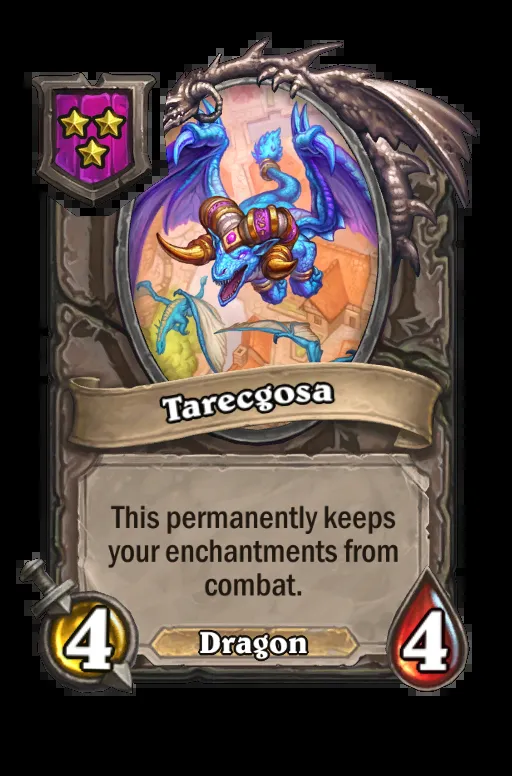 Tarecgosa
This permanently keeps
your enchantments from
combat.
4
Dragon
4